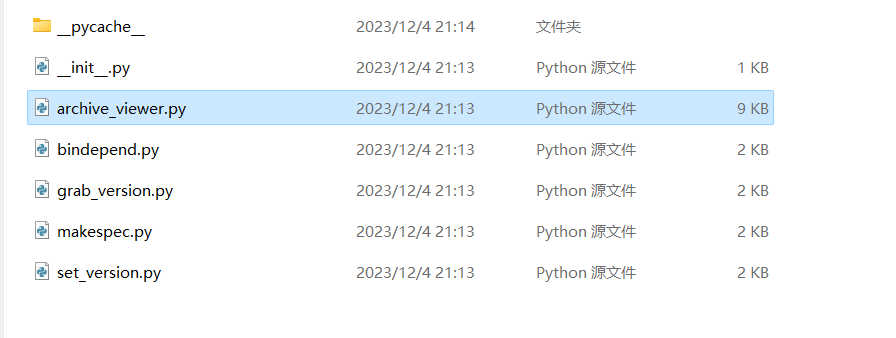 __pycache__ 2023/12/4 21:14 文件夹
__init__.py 2023/12/4 21:13 Python 源文件 1 KB
archive_viewer.py 2023/12/4 21:13 Python 源文件 9 KB
bindepend.py 2023/12/4 21:13 Python 源文件 2 KB
grab_version.py 2023/12/4 21:13 Python 源文件 2 KB
makespec.py 2023/12/4 21:13 Python 源文件 2 KB
set_version.py 2023/12/4 21:13 Python 源文件 2 KB